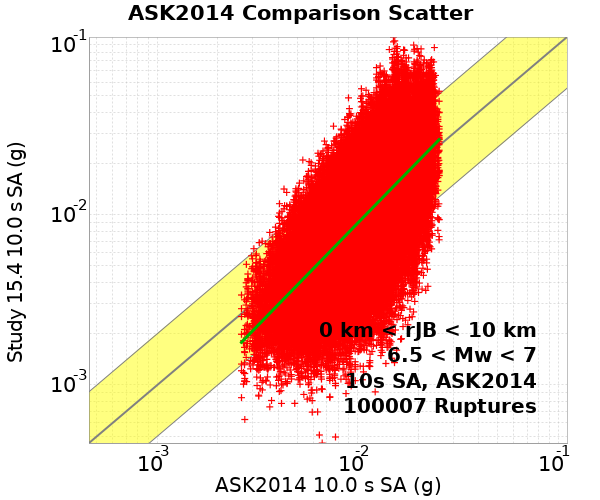 ASK2014 Comparison Scatter
10-1
10-2
10-3
Study 15.4 10.0 s SA (g)
0 km < rJB < 10 km
6.5 < Mw < 7
10s SA, ASK2014
100007 Ruptures
10-3 10-2 10-1
ASK2014 10.0 s SA (g)